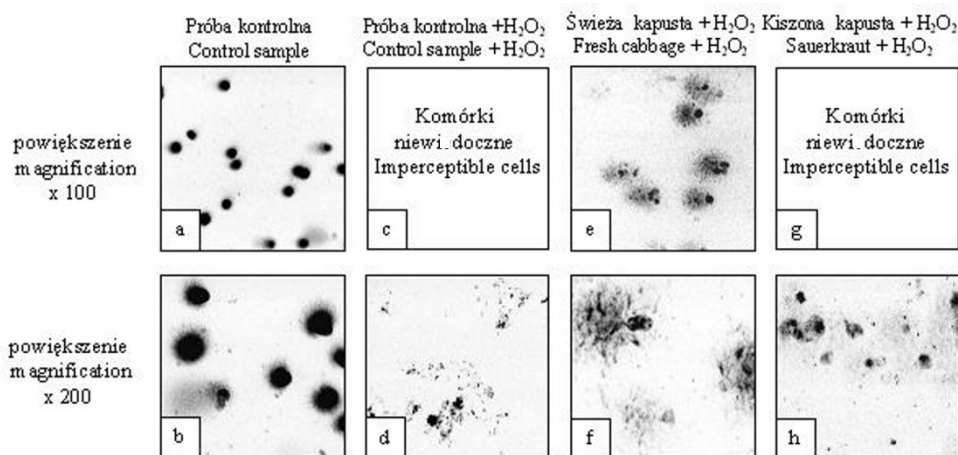 Próba kontrolna
Control sample
Próba kontrolna +H₂O₂
Control sample + H₂O₂
Świeża kapusta + H₂O₂
Fresh cabbage + H₂O₂
Kiszona kapusta + H₂O₂
Sauerkraut + H₂O₂
powiększenie
magnification
x 100
a
Komórki
niewi.doczne
Imperceptible cells
c
e
Komórki
niewi.doczne
Imperceptible cells
g
powiększenie
magnification
x 200
b
d
f
h